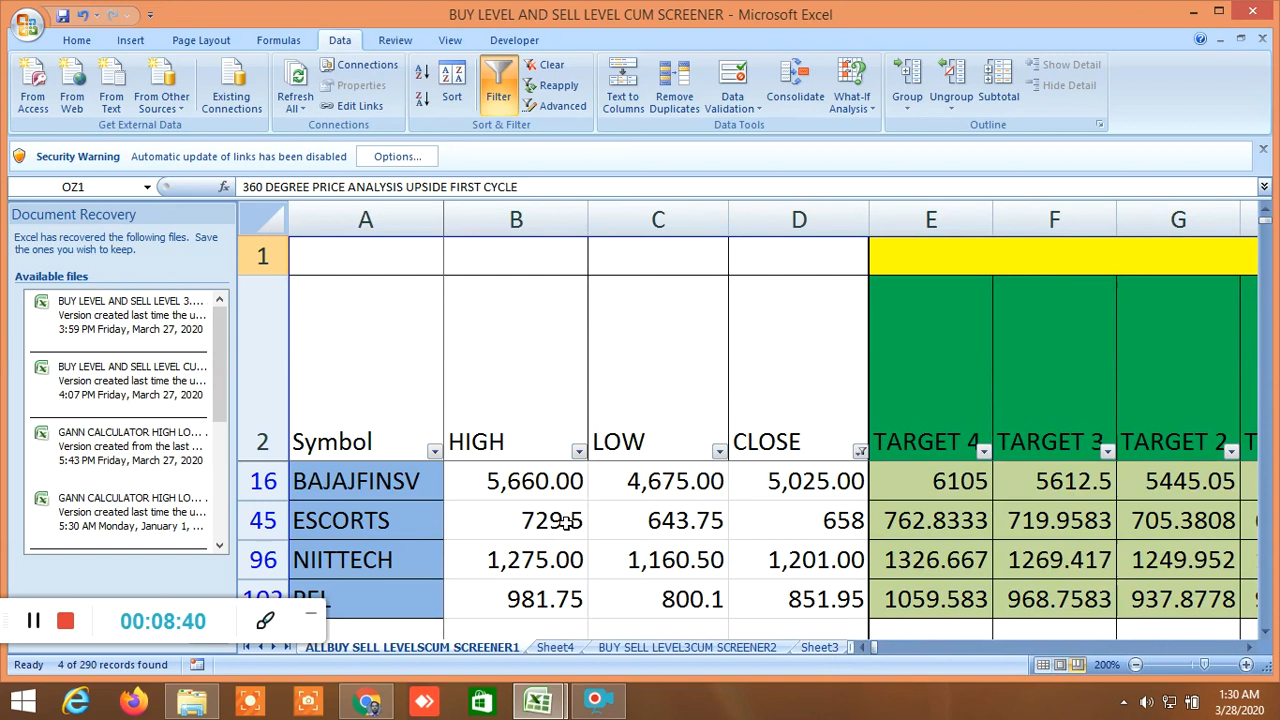 BUY LEVEL AND SELL LEVEL CUM SCREENER - Microsoft Excel
Home Insert Page Layout Formulas Data Review View Developer
From Access
From Web
From Text
From Other Sources
Existing Connections
Get External Data
Refresh All
Connections
Properties
Edit Links
Connections
Sort
Filter
Clear
Reapply
Advanced
Sort & Filter
Text to Columns
Remove Duplicates
Data Validation
Consolidate
What-If Analysis
Data Tools
Group
Ungroup
Subtotal
Show Detail
Hide Detail
Outline
Security Warning Automatic update of links has been disabled Options...
OZ1 fx 360 DEGREE PRICE ANALYSIS UPSIDE FIRST CYCLE
Document Recovery
Excel has recovered the following files. Save
the ones you wish to keep.
Available files
BUY LEVEL AND SELL LEVEL 3....
Version created last time the u...
3:59 PM Friday, March 27, 2020
BUY LEVEL AND SELL LEVEL CU...
Version created last time the u...
4:07 PM Friday, March 27, 2020
GANN CALCULATOR HIGH LO...
Version created from the last ...
5:43 PM Monday, March 27, 2020
GANN CALCULATOR HIGH LO...
Version created last time the u...
5:30 AM Monday, January 1, ...
A B C D E F G
1
2 Symbol HIGH LOW CLOSE TARGET 4 TARGET 3 TARGET 2 T
16 BAJAJFINSV 5,660.00 4,675.00 5,025.00 6105 5612.5 5445.05
45 ESCORTS 729.5 643.75 658 762.8333 719.9583 705.3808
96 NIITTECH 1,275.00 1,160.50 1,201.00 1326.667 1269.417 1249.952
102 PEL 981.75 800.1 851.95 1059.583 968.7583 937.8778
00:08:40
ALLBUY SELL LEVELSCUM SCREENER1 Sheet4 BUY SELL LEVEL3CUM SCREENER2 Sheet3
Ready 4 of 290 records found 200%
1:30 AM
3/28/2020